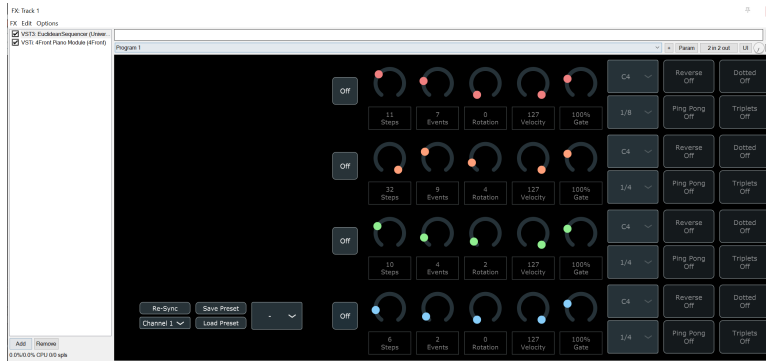 FX: Track 1
FX Edit Options
VST3: EuclideanSequencer (Unwer...
VSTi: 4Front Piano Module (4Front)
Program 1
+ Param 2 in 2 out UI
Off
11 Steps
7 Events
0 Rotation
127 Velocity
100% Gate
C4
1/8
Reverse Off
Dotted Off
Ping Pong Off
Triplets Off
Off
32 Steps
9 Events
4 Rotation
127 Velocity
100% Gate
C4
1/4
Reverse Off
Dotted Off
Ping Pong Off
Triplets Off
Off
10 Steps
4 Events
2 Rotation
127 Velocity
100% Gate
C4
1/4
Reverse Off
Dotted Off
Ping Pong Off
Triplets Off
Re-Sync
Save Preset
Channel 1
Load Preset
-
Off
6 Steps
2 Events
0 Rotation
127 Velocity
100% Gate
C4
1/4
Reverse Off
Dotted Off
Ping Pong Off
Triplets Off
Add Remove
0.0%/0.0% CPU 0/0 spls